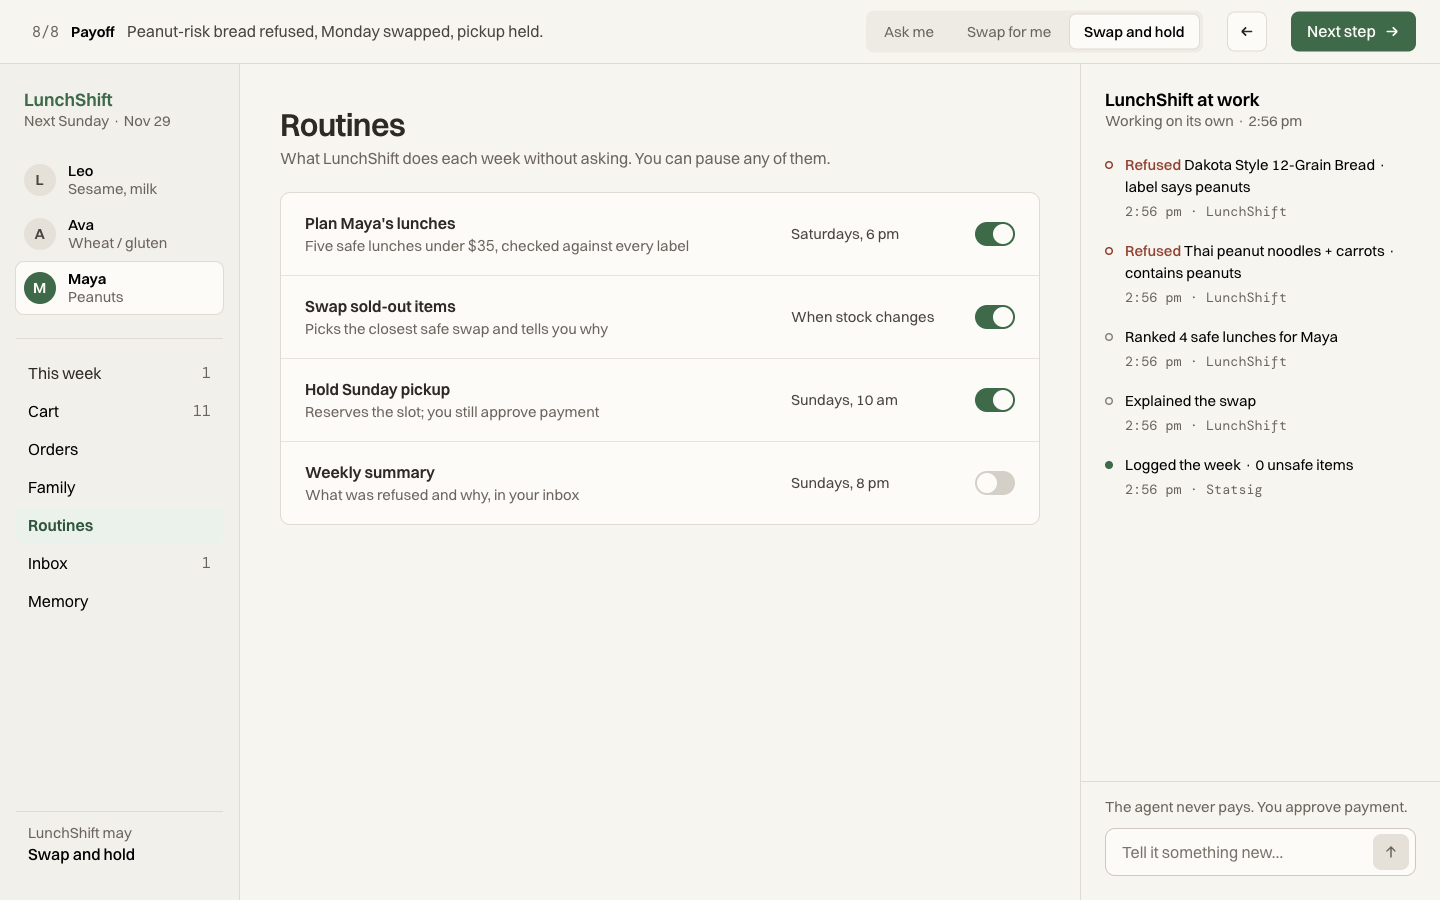 8/8 Payoff Peanut-risk bread refused, Monday swapped, pickup held.
Ask me
Swap for me
Swap and hold
←
Next step →
LunchShift
Next Sunday · Nov 29
L
Leo
Sesame, milk
A
Ava
Wheat / gluten
M
Maya
Peanuts
This week 1
Cart 11
Orders
Family
Routines
Inbox 1
Memory
LunchShift may
Swap and hold
Routines
What LunchShift does each week without asking. You can pause any of them.
Plan Maya's lunches
Five safe lunches under $35, checked against every label
Saturdays, 6 pm
Swap sold-out items
Picks the closest safe swap and tells you why
When stock changes
Hold Sunday pickup
Reserves the slot; you still approve payment
Sundays, 10 am
Weekly summary
What was refused and why, in your inbox
Sundays, 8 pm
LunchShift at work
Working on its own · 2:56 pm
Refused Dakota Style 12-Grain Bread ·
label says peanuts
2:56 pm · LunchShift
Refused Thai peanut noodles + carrots ·
contains peanuts
2:56 pm · LunchShift
Ranked 4 safe lunches for Maya
2:56 pm · LunchShift
Explained the swap
2:56 pm · LunchShift
Logged the week · 0 unsafe items
2:56 pm · Statsig
The agent never pays. You approve payment.
Tell it something new...
↑